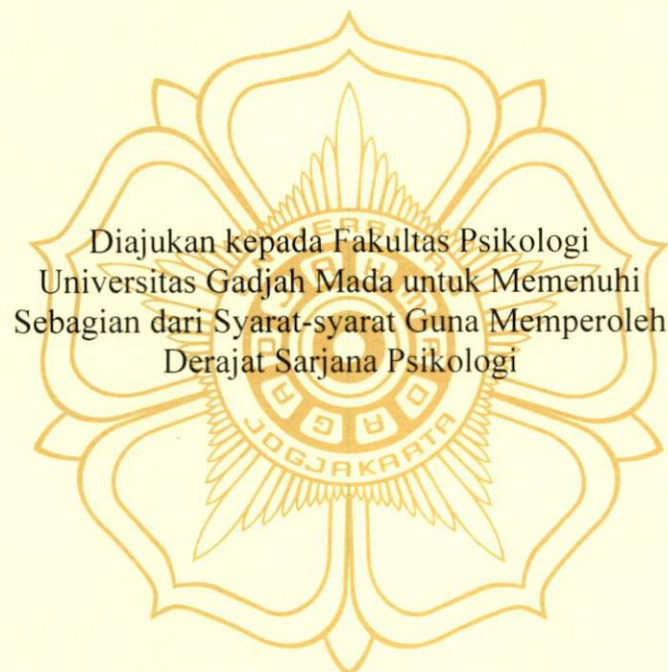 Diajukan kepada Fakultas Psikologi
Universitas Gadjah Mada untuk Memenuhi
Sebagian dari Syarat-syarat Guna Memperoleh
Derajat Sarjana Psikologi
JOGJAKARTA